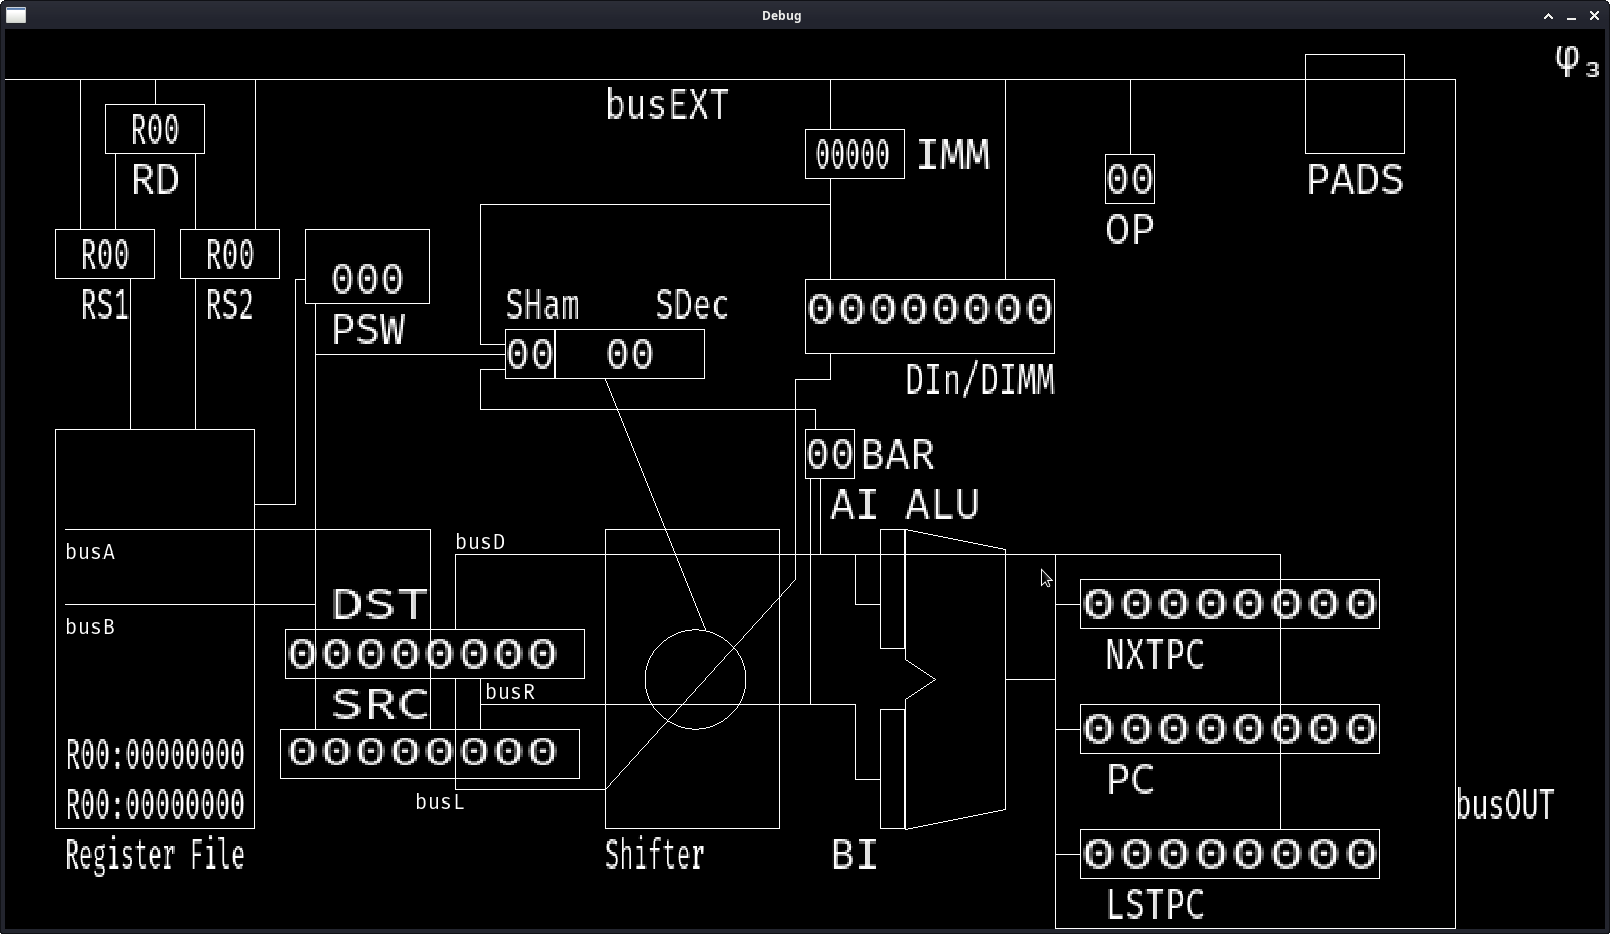 Debug
φ₃
busEXT
R00
RD
00000 IMM
00
OP
PADS
R00
R00
RS1
RS2
000
PSW
SHam
SDec
00
00
00000000
DIn/DIMM
00 BAR
AI ALU
busA
busB
busD
DST
00000000
busR
SRC
00000000
busL
R00:00000000
R00:00000000
Register File
Shifter
BI
00000000
NXTPC
00000000
PC
busOUT
00000000
LSTPC